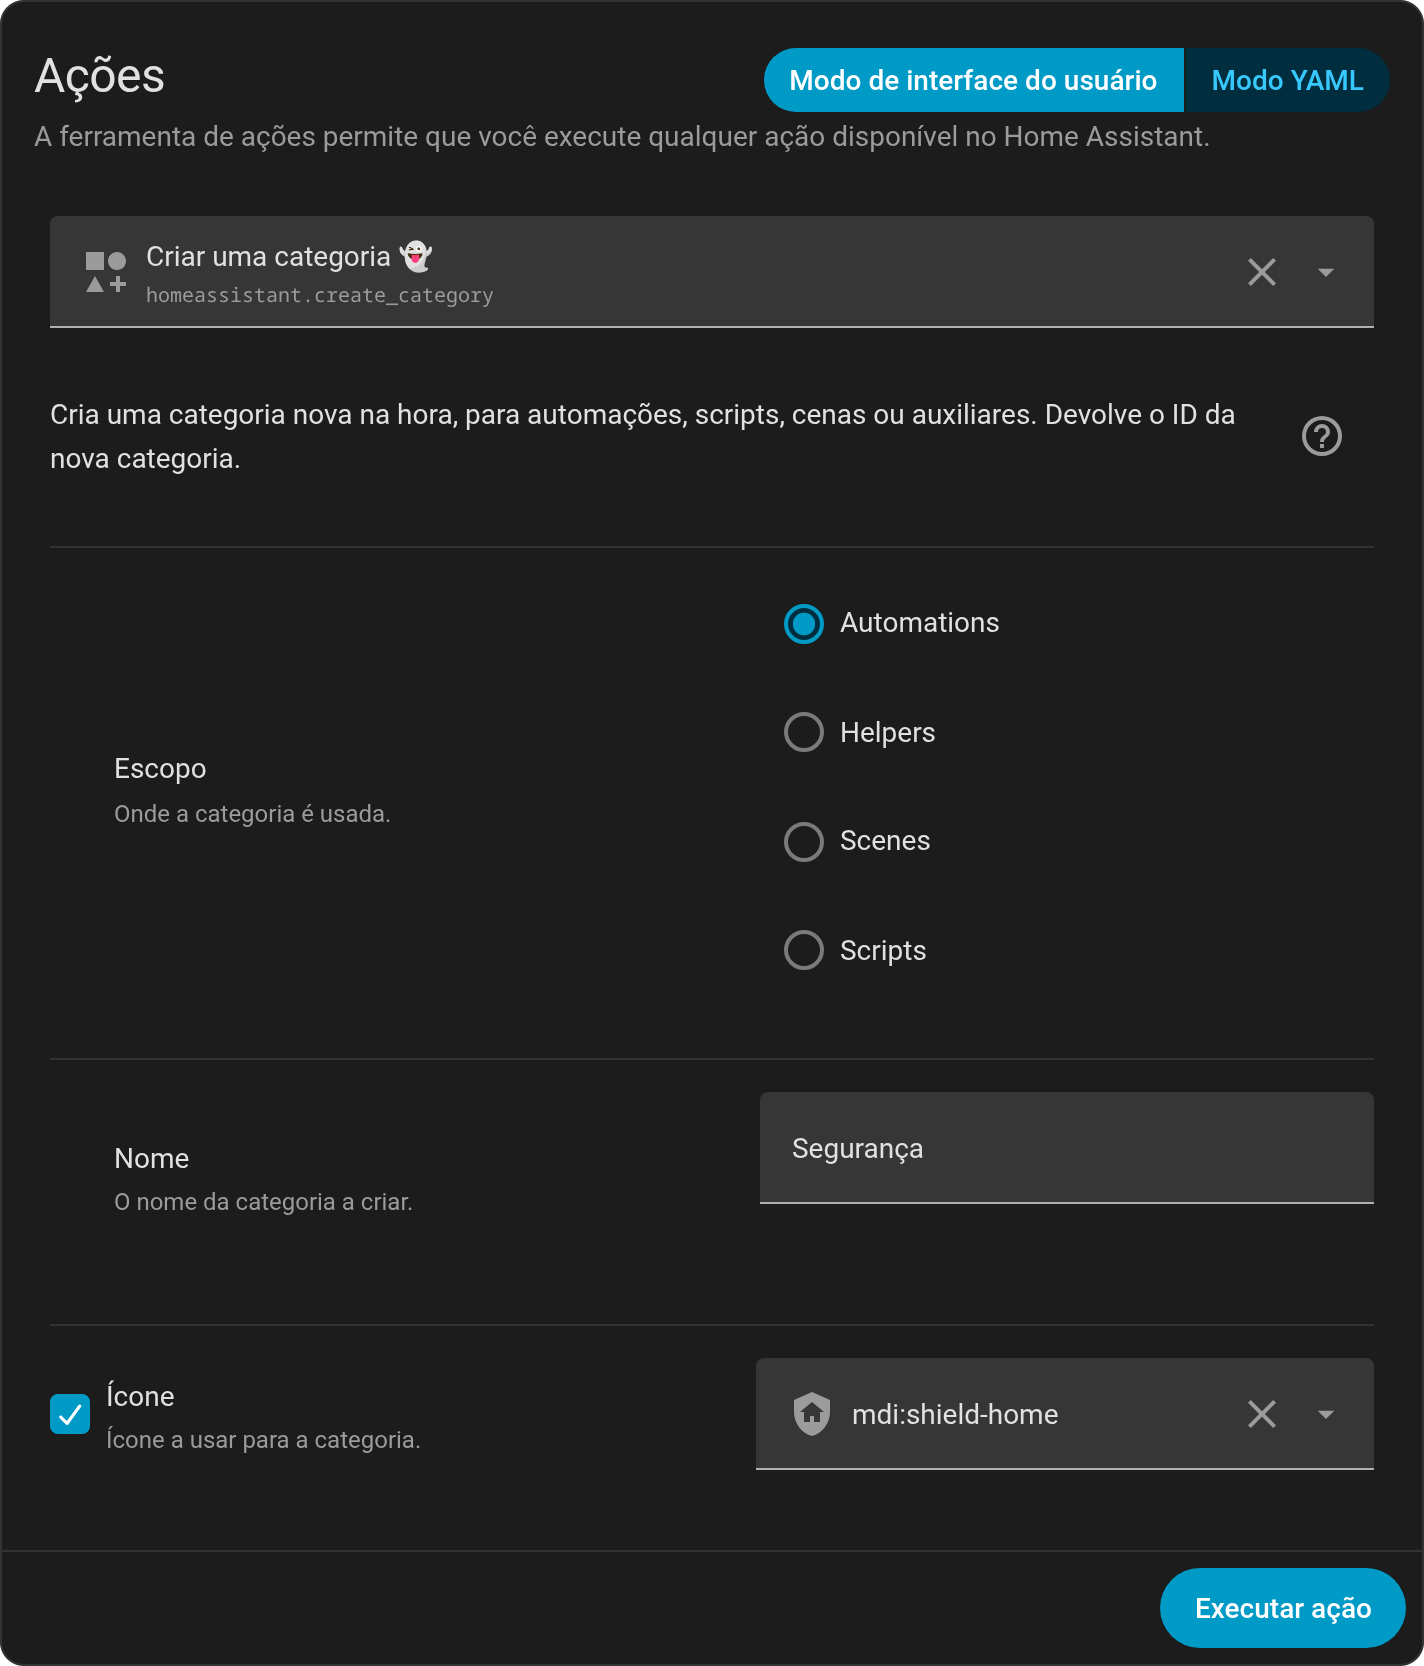 Ações
Modo de interface do usuário
Modo YAML
A ferramenta de ações permite que você execute qualquer ação disponível no Home Assistant.
Criar uma categoria 👻
homeassistant.create_category
Cria uma categoria nova na hora, para automações, scripts, cenas ou auxiliares. Devolve o ID da
nova categoria.
Automations
Helpers
Escopo
Onde a categoria é usada.
Scenes
Scripts
Nome
O nome da categoria a criar.
Segurança
Ícone
Ícone a usar para a categoria.
mdi:shield-home
Executar ação